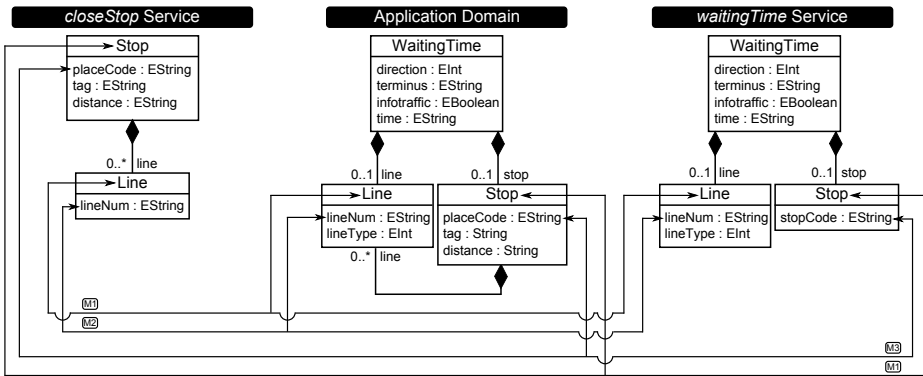 closeStop Service
Stop
placeCode : EString
tag : EString
distance : EString
0..* line
Line
lineNum : EString
Application Domain
WaitingTime
direction : EInt
terminus : EString
infotraffic : EBoolean
time : EString
0..1 line
0..1 stop
Line
lineNum : EString
lineType : EInt
Stop
placeCode : EString
tag : String
distance : String
0..* line
waitingTime Service
WaitingTime
direction : EInt
terminus : EString
infotraffic : EBoolean
time : EString
0..1 line
0..1 stop
Line
lineNum : EString
lineType : EInt
Stop
stopCode : EString
M1
M2
M3
M1